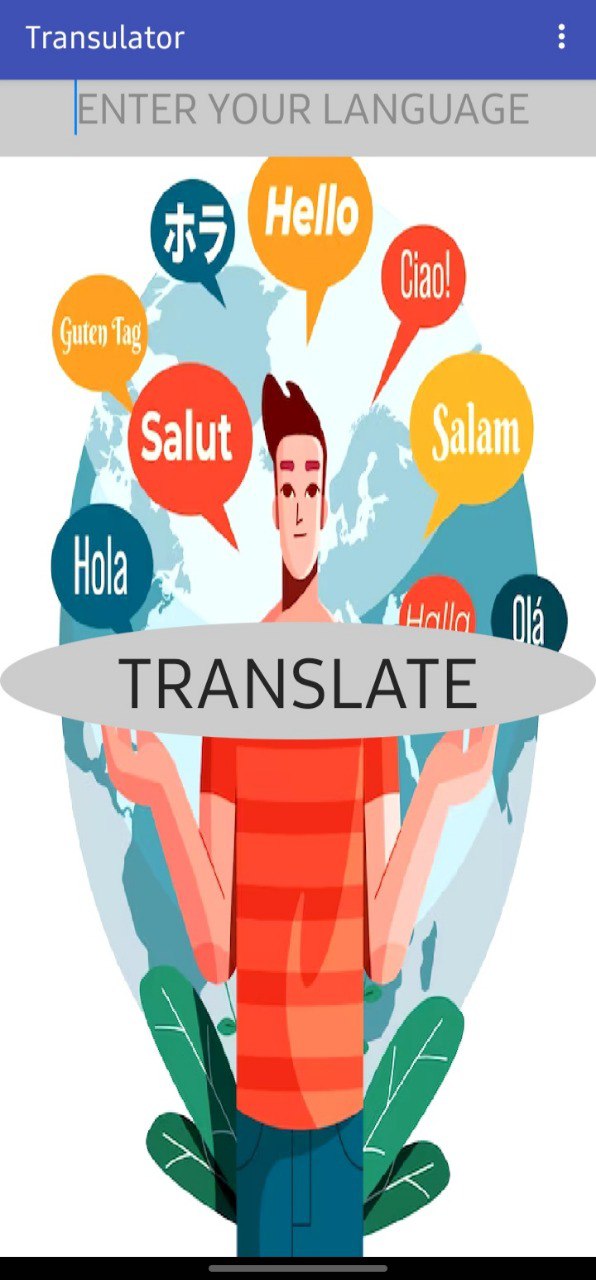 Transulator
ENTER YOUR LANGUAGE
ホラ
Hello
Ciao!
Guten Tag
Salut
Salam
Hola
Hallo
Olá
TRANSLATE